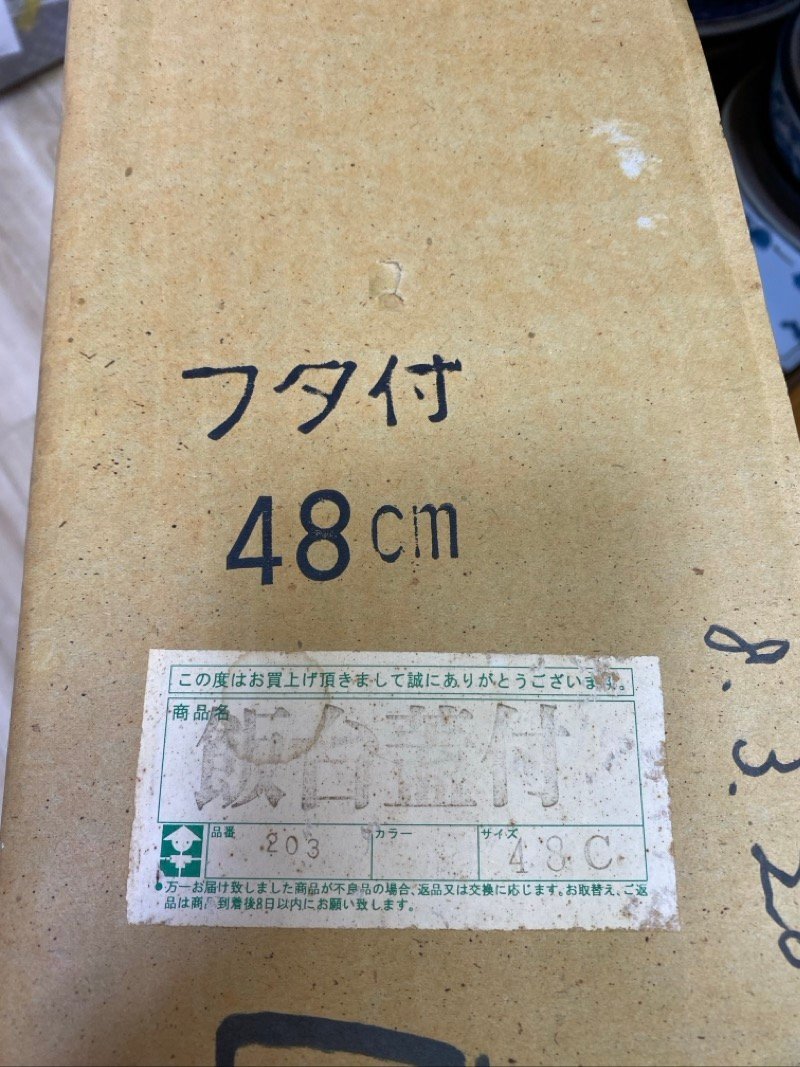 フタ付
48cm
この度はお買上げ頂きまして誠にありがとうございます。
商品名
飯台蓋付
品番
203
カラー
サイズ
48C
●万一お届け致しました商品が不良品の場合、返品又は交換に応じます。お取替え、ご返
品は商品到着後8日以内にお願い致します。
8.3.20